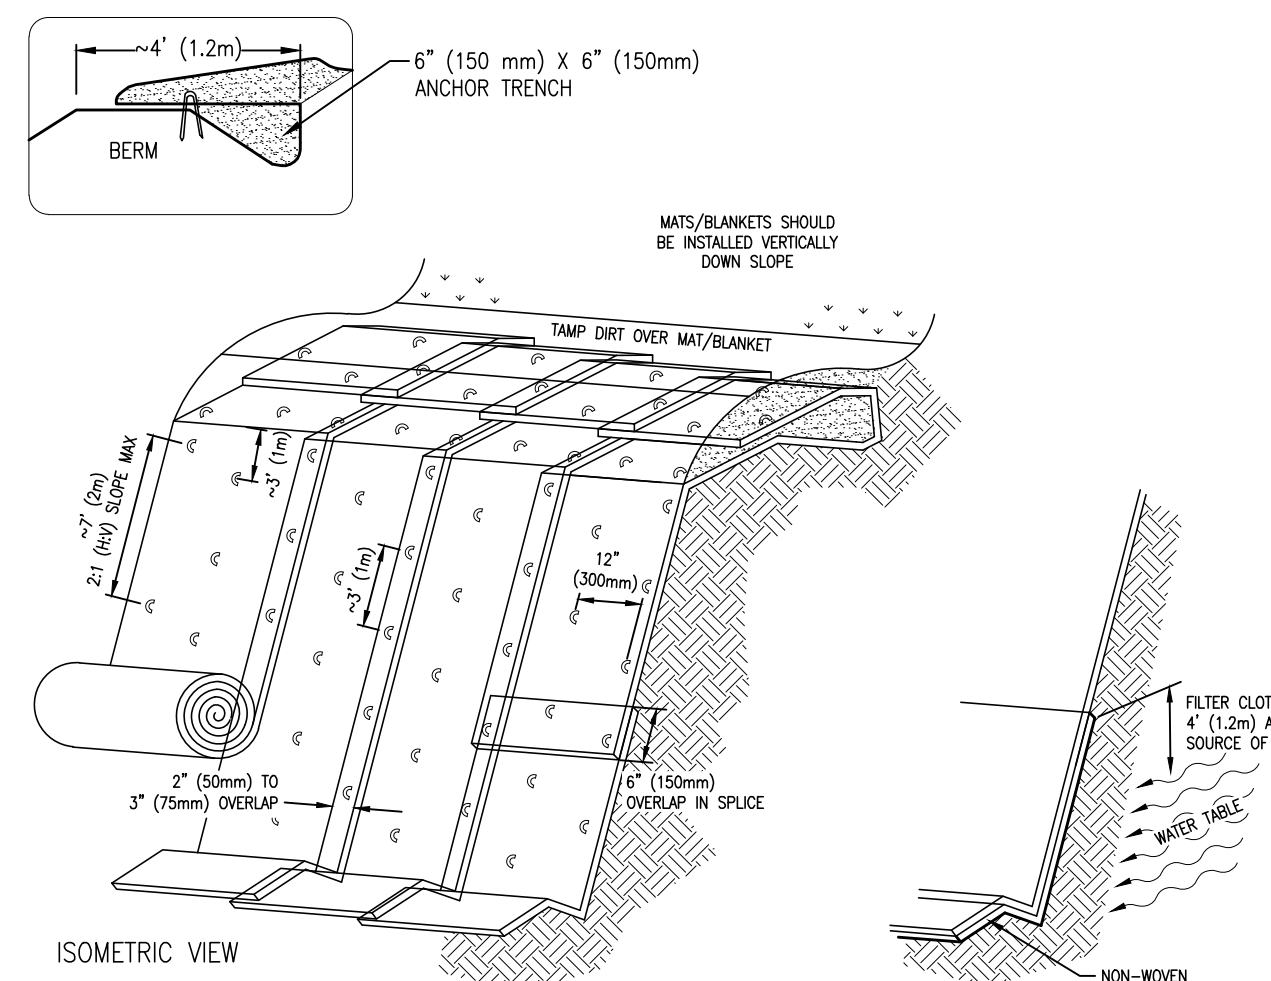 ~4' (1.2m)
6" (150 mm) X 6" (150mm)
ANCHOR TRENCH
BERM
MATS/BLANKETS SHOULD
BE INSTALLED VERTICALLY
DOWN SLOPE
TAMP DIRT OVER MAT/BLANKET
~3' (1m)
~7' (2m)
2:1 (H:V) SLOPE MAX
~3' (1m)
12"
(300mm)
2" (50mm) TO
3" (75mm) OVERLAP
6" (150mm)
OVERLAP IN SPLICE
ISOMETRIC VIEW
FILTER CLOT
4' (1.2m) A
SOURCE OF
WATER TABLE
NON-WOVEN